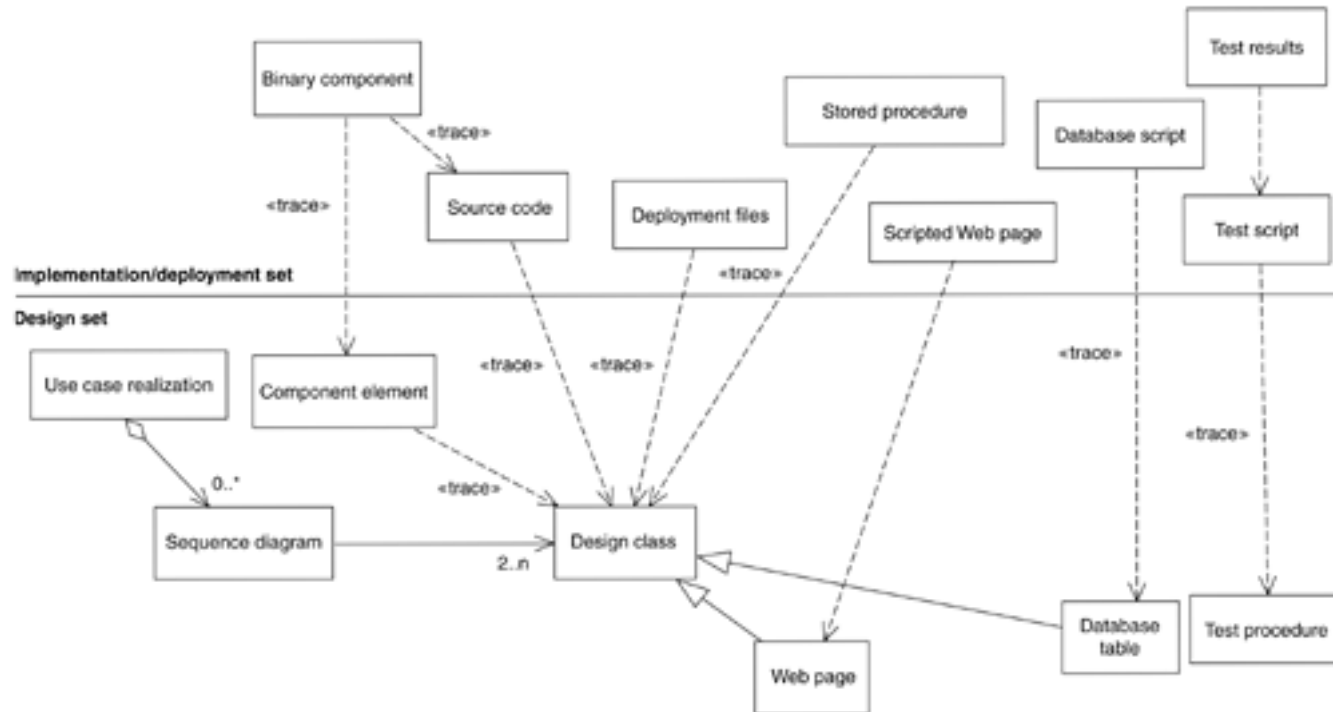 Test results
Binary component
Stored procedure
Database script
«trace»
Source code
Deployment files
«trace»
Scripted Web page
Test script
«trace»
Implementation/deployment set
Design set
Use case realization
Component element
«trace»
«trace»
«trace»
«trace»
«trace»
0..*
Sequence diagram
2..n
Design class
Database
table
Test procedure
Web page